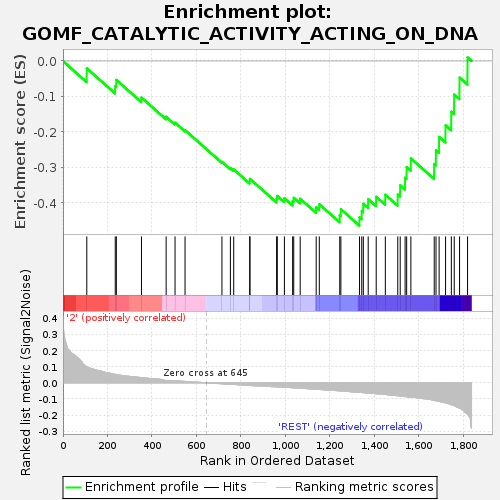 Enrichment plot:
GOMF_CATALYTIC_ACTIVITY_ACTING_ON_DNA
Enrichment score (ES)
0.0
-0.1
-0.2
-0.3
-0.4
'2' (positively correlated)
Ranked list metric (Signal2Noise)
0.4
0.3
0.2
0.1
0.0
-0.1
-0.2
-0.3
Zero cross at 645
'REST' (negatively correlated)
0 200 400 600 800 1,000 1,200 1,400 1,600 1,800
Rank in Ordered Dataset
Enrichment profile Hits Ranking metric scores